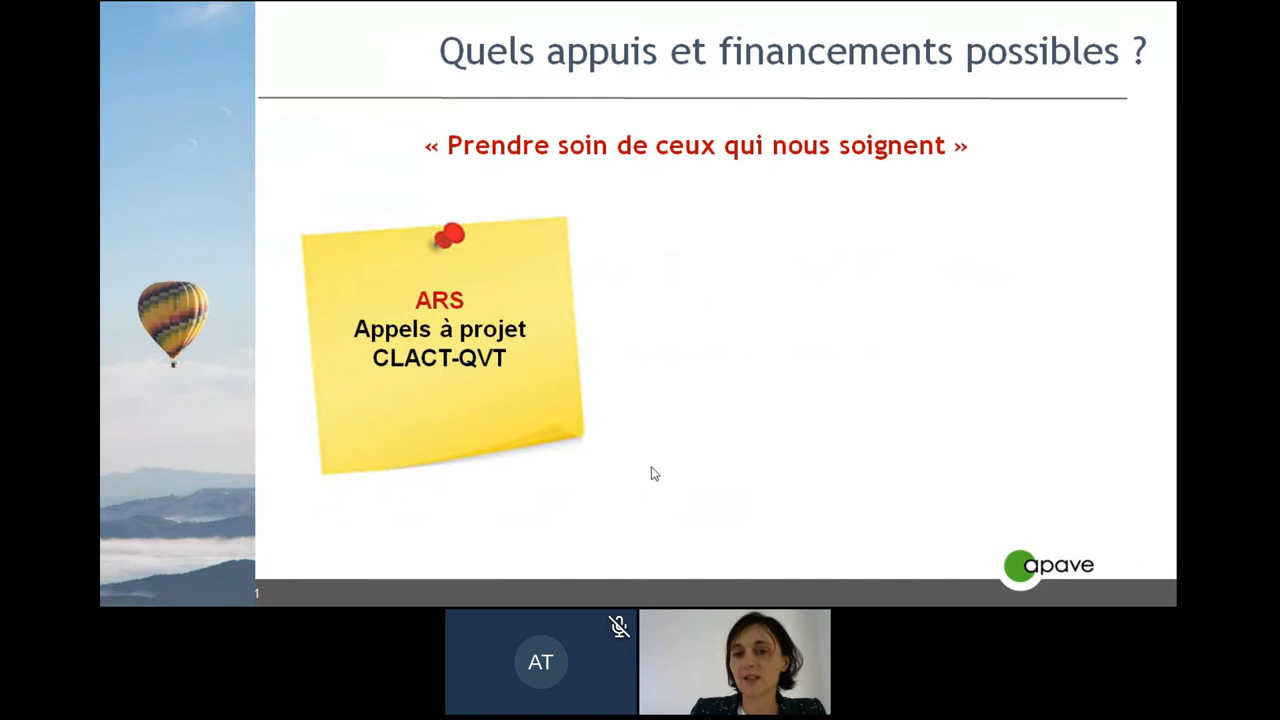 Quels appuis et financements possibles ?
« Prendre soin de ceux qui nous soignent »
ARS
Appels à projet
CLACT-QVT
apave
1
AT